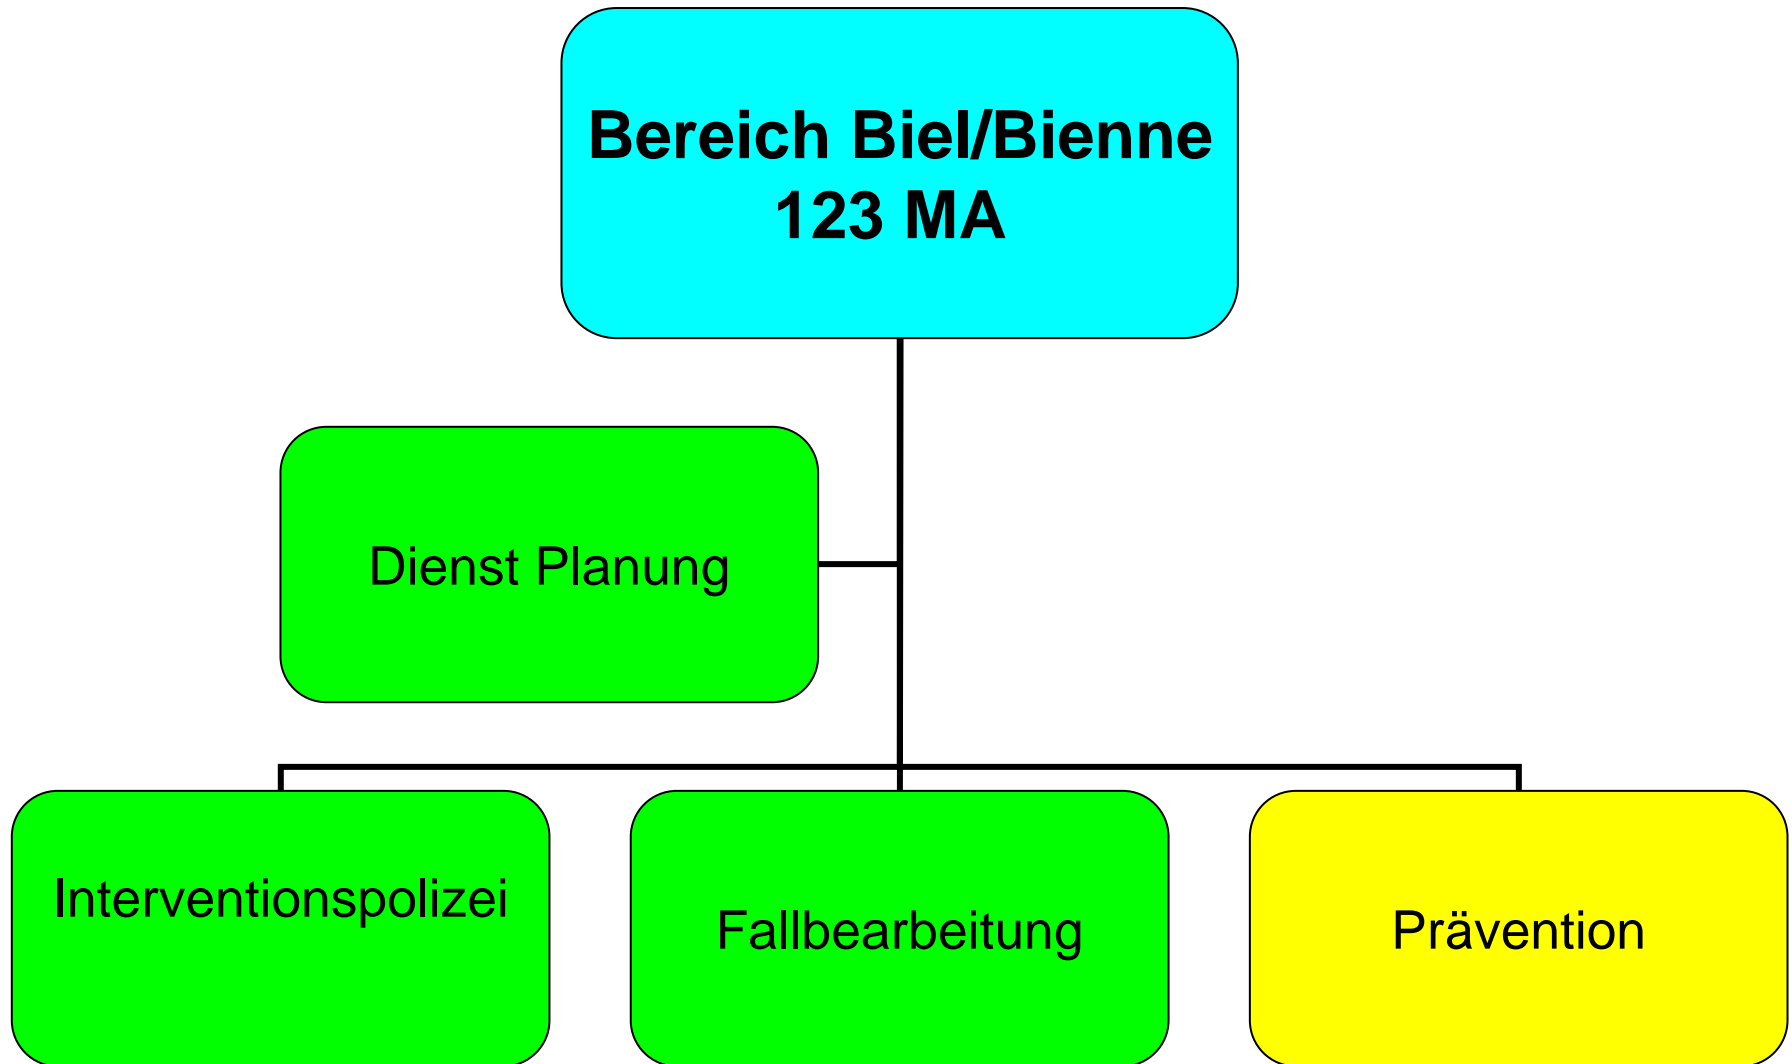 Bereich Biel/Bienne
123 MA
Dienst Planung
Interventionspolizei
Fallbearbeitung
Prävention